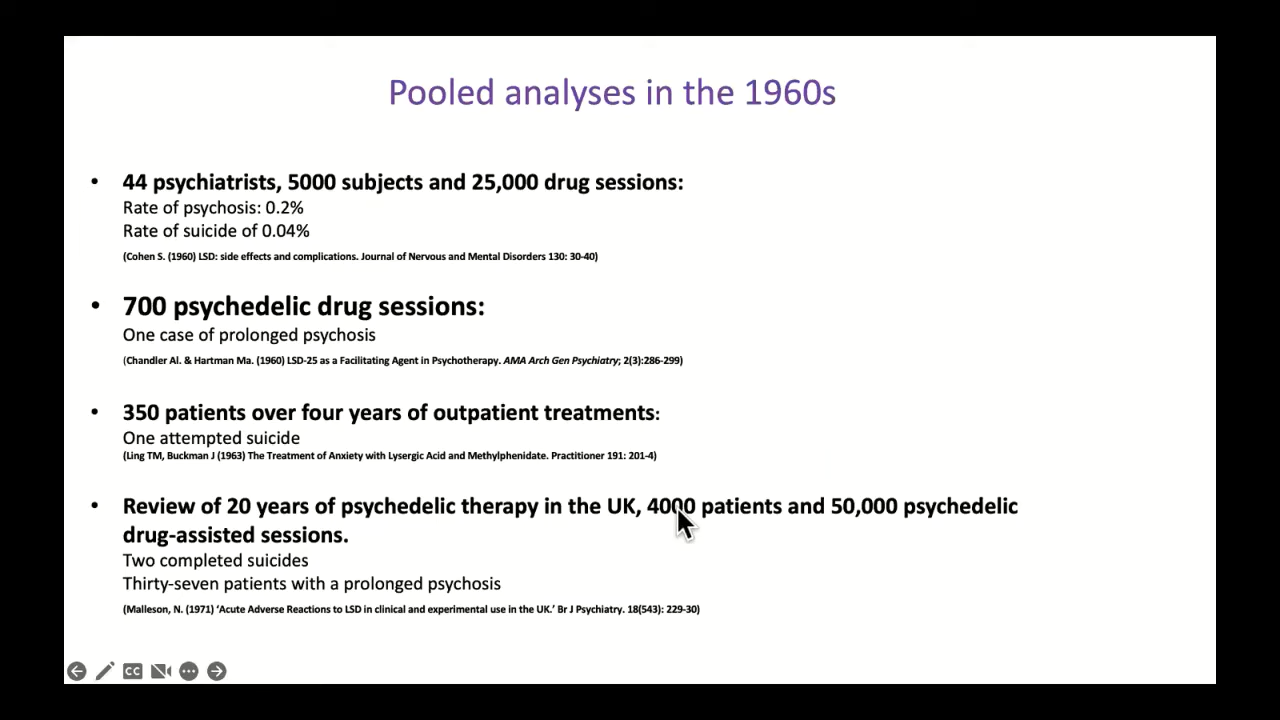 Pooled analyses in the 1960s
• 44 psychiatrists, 5000 subjects and 25,000 drug sessions:
Rate of psychosis: 0.2%
Rate of suicide of 0.04%
(Cohen S. (1960) LSD: side effects and complications. Journal of Nervous and Mental Disorders 130: 30-40)
• 700 psychedelic drug sessions:
One case of prolonged psychosis
(Chandler Al. & Hartman Ma. (1960) LSD-25 as a Facilitating Agent in Psychotherapy. AMA Arch Gen Psychiatry; 2(3):286-299)
• 350 patients over four years of outpatient treatments:
One attempted suicide
(Ling TM, Buckman J (1963) The Treatment of Anxiety with Lysergic Acid and Methylphenidate. Practitioner 191: 201-4)
• Review of 20 years of psychedelic therapy in the UK, 4000 patients and 50,000 psychedelic
drug-assisted sessions.
Two completed suicides
Thirty-seven patients with a prolonged psychosis
(Malleson, N. (1971) ‘Acute Adverse Reactions to LSD in clinical and experimental use in the UK.’ Br J Psychiatry. 18(543): 229-30)
CC